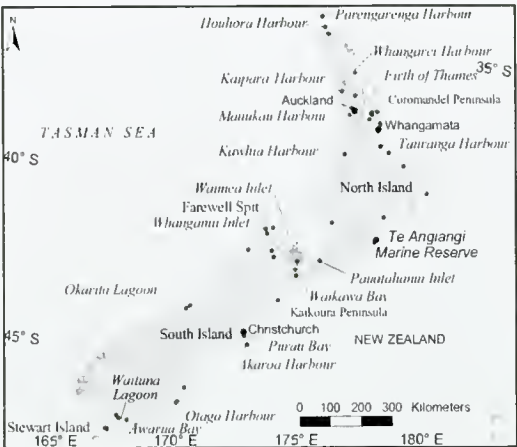 N
Parengarenga Harbour
Houhora Harbour
Whangarei Harbour
35° S
Kaipara Harbour
Firth of Thames
Auckland
Coromandel Peninsula
Manukau Harbour
Whangamata
TASMAN SEA
Tauranga Harbour
40° S
Kawhia Harbour
Waimea Inlet
North Island
Farewell Spit
Whanganui Inlet
Te Angiangi
Marine Reserve
Pauatahanui Inlet
Okarito Lagoon
Waikawa Bay
Kaikoura Peninsula
45° S
South Island
Christchurch
NEW ZEALAND
Purau Bay
Akaroa Harbour
Waituna
Lagoon
Otago Harbour
0 100 200 300 Kilometers
Stewart Island
Awarua Bay
165° E
170° E
175° E
180° E